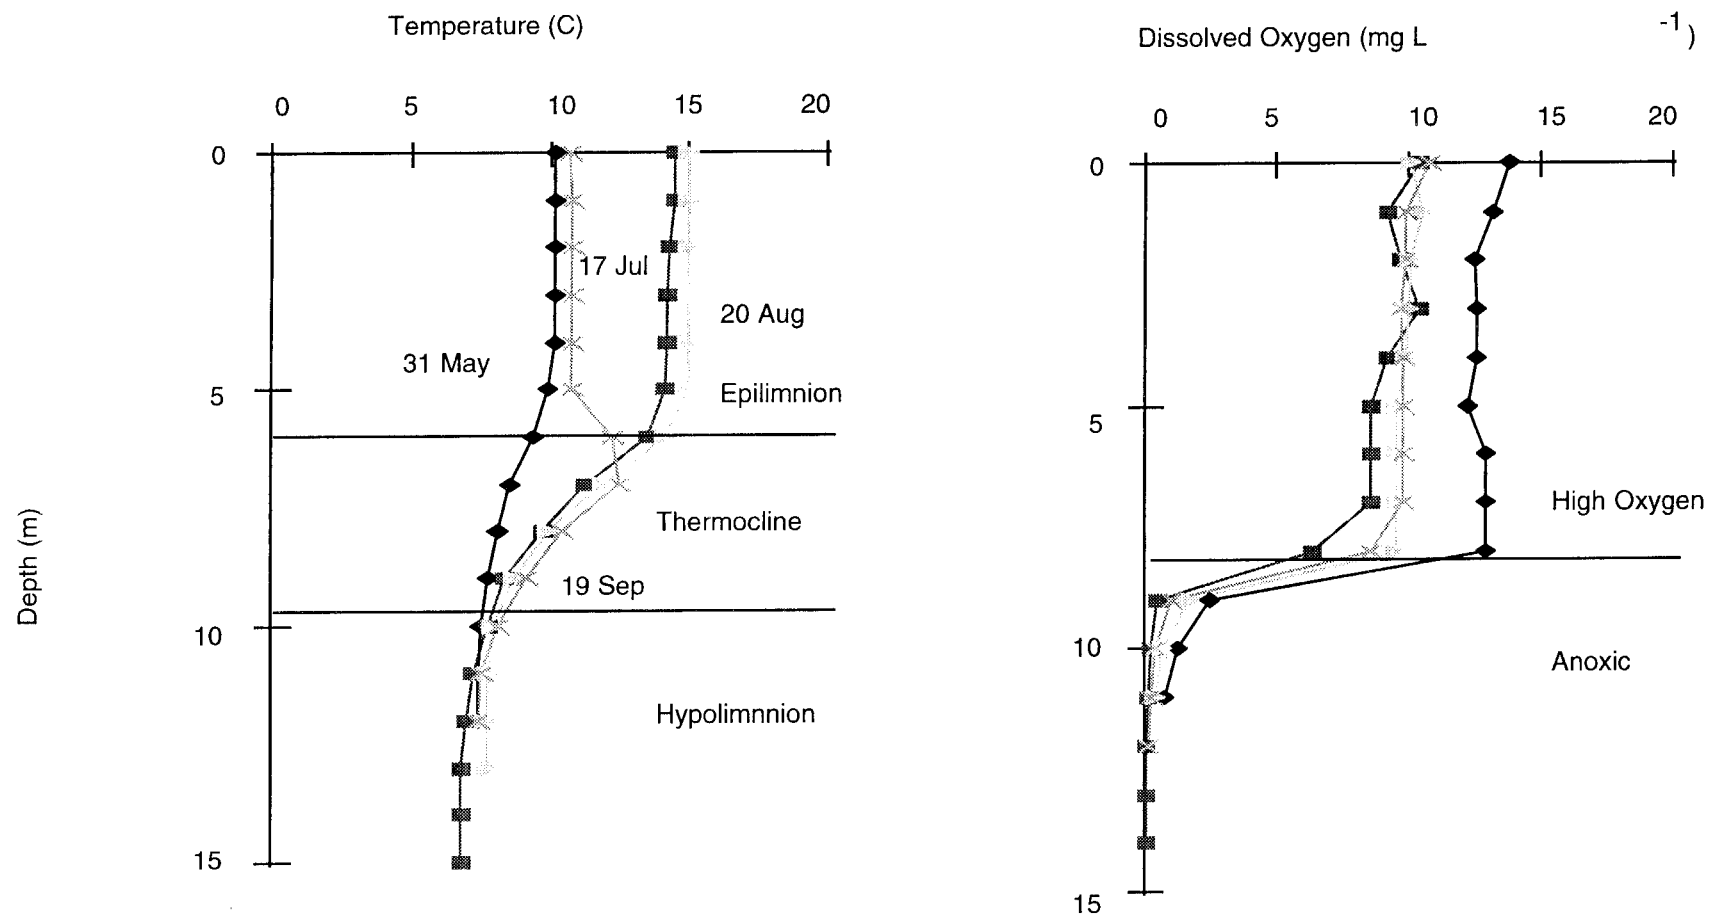 Temperature (C)
0 5 10 15 20
0
5
10
15
Depth (m)
17 Jul
20 Aug
31 May
Epilimnion
Thermocline
19 Sep
Hypolimnnion
Dissolved Oxygen (mg L -1 )
0 5 10 15 20
0
5
10
15
High Oxygen
Anoxic